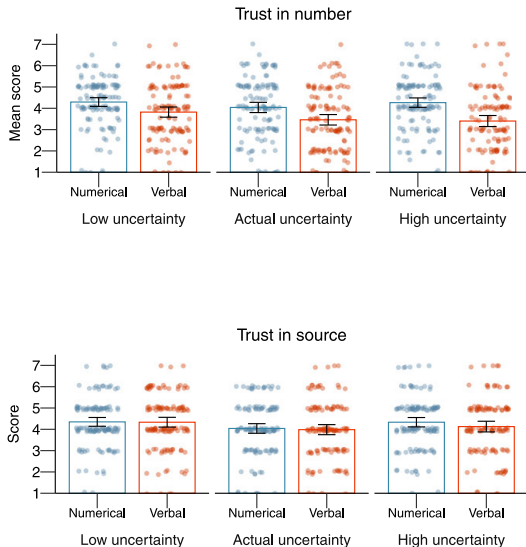 Trust in number
Mean score
7
6
5
4
3
2
1
Numerical Verbal Numerical Verbal Numerical Verbal
Low uncertainty Actual uncertainty High uncertainty
Trust in source
Score
7
6
5
4
3
2
1
Numerical Verbal Numerical Verbal Numerical Verbal
Low uncertainty Actual uncertainty High uncertainty